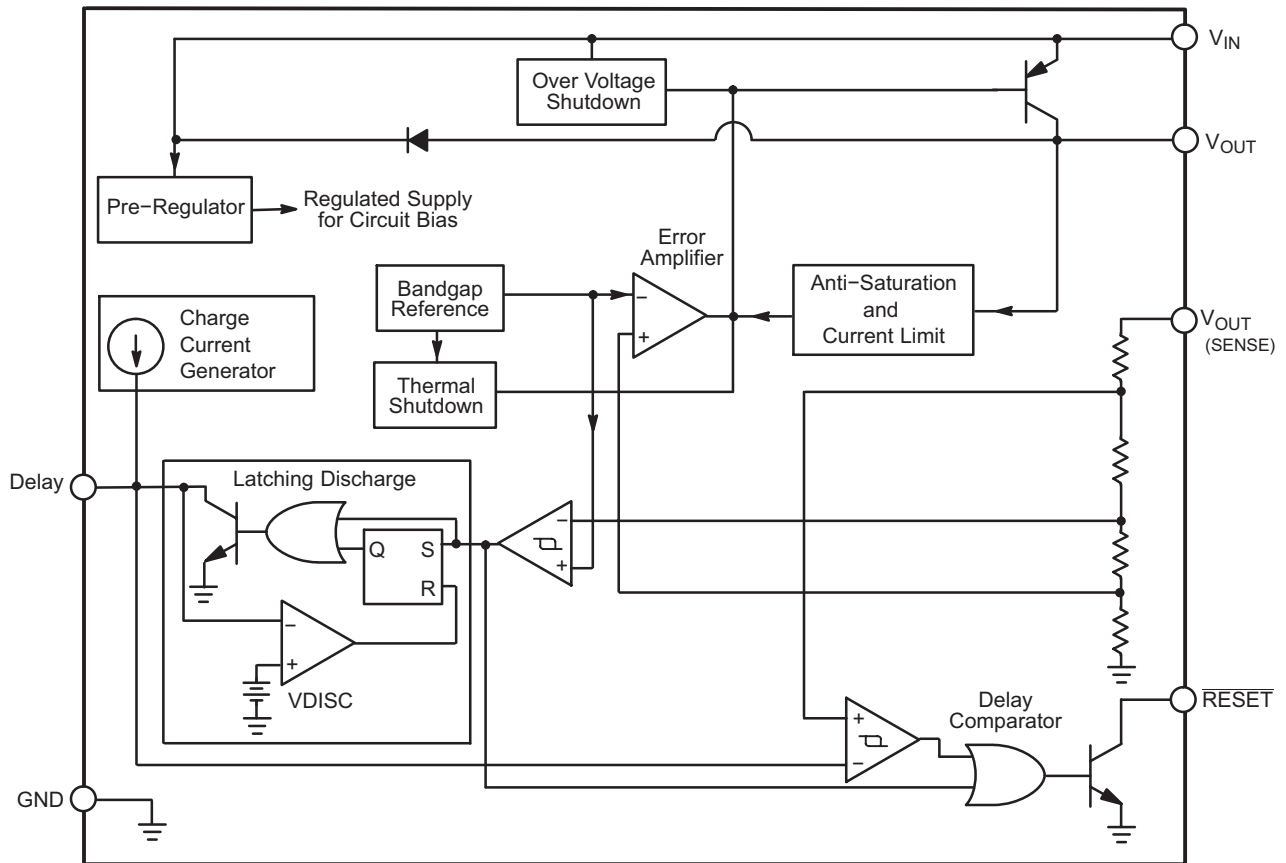 VIN
Over Voltage
Shutdown
VOUT
Pre−Regulator
Regulated Supply
for Circuit Bias
Error
Amplifier
Bandgap
Reference
−
+
Anti−Saturation
and
Current Limit
VOUT
(SENSE)
Charge
Current
Generator
Thermal
Shutdown
Delay
Latching Discharge
Q
S
R
−
+
−
+
VDISC
Delay
Comparator
+
−
RESET
GND